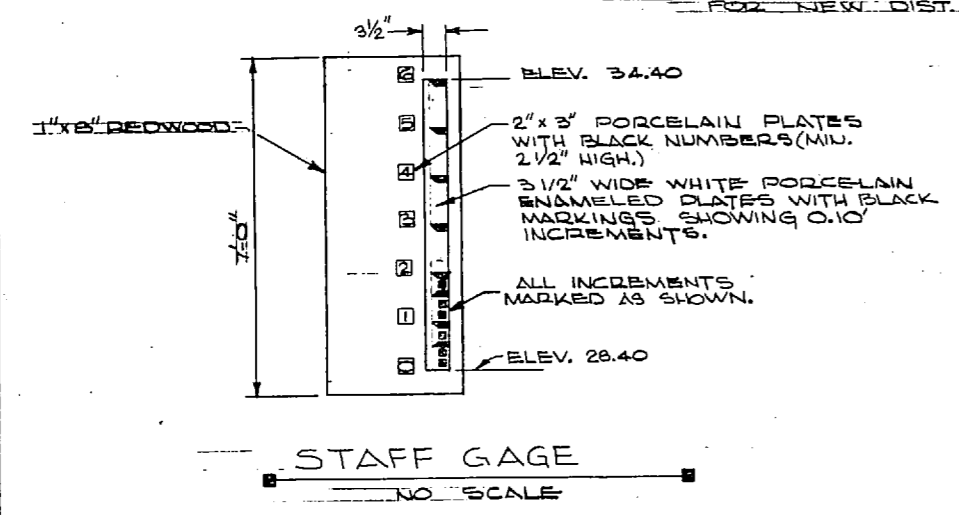 FOR NEW DIST.
3½"
ELEV. 34.40
1" x 8" REDWOOD
2" x 3" PORCELAIN PLATES
WITH BLACK NUMBERS (MIN.
2 1/2" HIGH.)
3 1/2" WIDE WHITE PORCELAIN
ENAMELED PLATES WITH BLACK
MARKINGS SHOWING 0.10'
INCREMENTS.
7'-0"
ALL INCREMENTS
MARKED AS SHOWN.
ELEV. 28.40
6
5
4
3
2
1
0
STAFF GAGE
NO SCALE